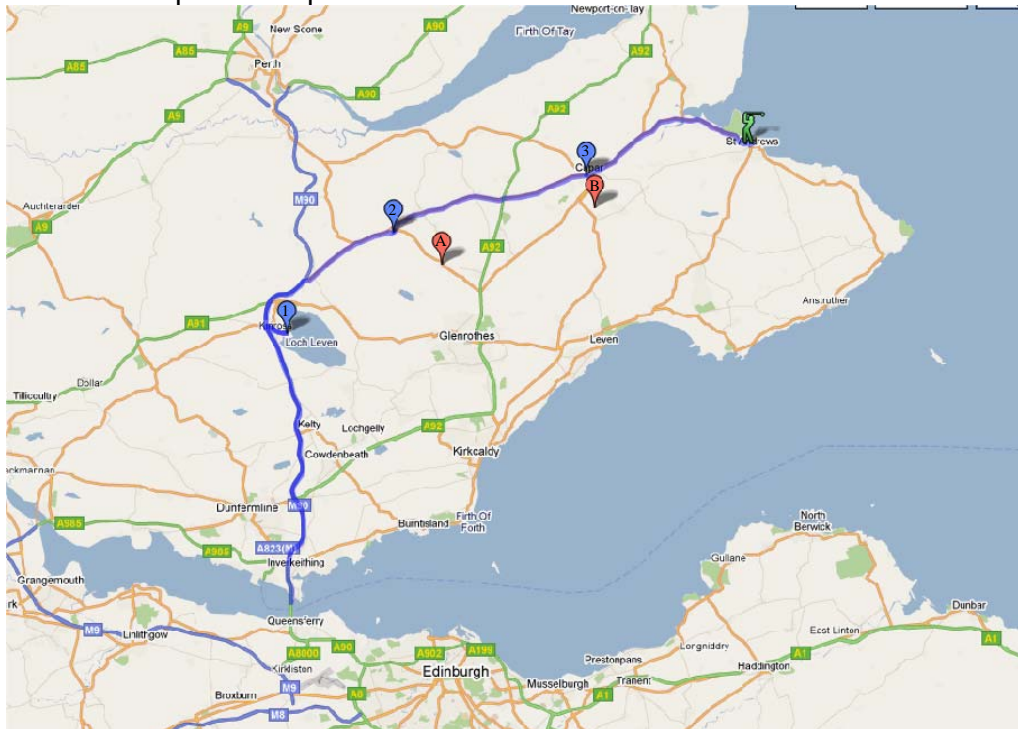 Newport-on-Tay
A9
New Scone
A90
Firth Of Tay
A85
A92
A85
Perth
A90
A9
A92
3
St Andrews
Cupar
B
M90
Auchterarder
2
A9
A
A92
Anstruther
1
A91
Kinross
Loch Leven
Glenrothes
Leven
Dollar
Tillicoultry
Kelty
Lochgelly
A92
Cowdenbeath
Kirkcaldy
M90
Dunfermline
Firth Of
Forth
Burntisland
A985
North
Berwick
A823(M)
A905
Inverkeithing
Gullane
Grangemouth
Dunbar
Queensferry
M9
Linlithgow
East Linton
A90
A902
A199
A8000
Longniddry
A1
Prestonpans
Haddington
A1
Kirkliston
Edinburgh
Tranent
Musselburgh
M9
Broxburn
A8
A1
M8